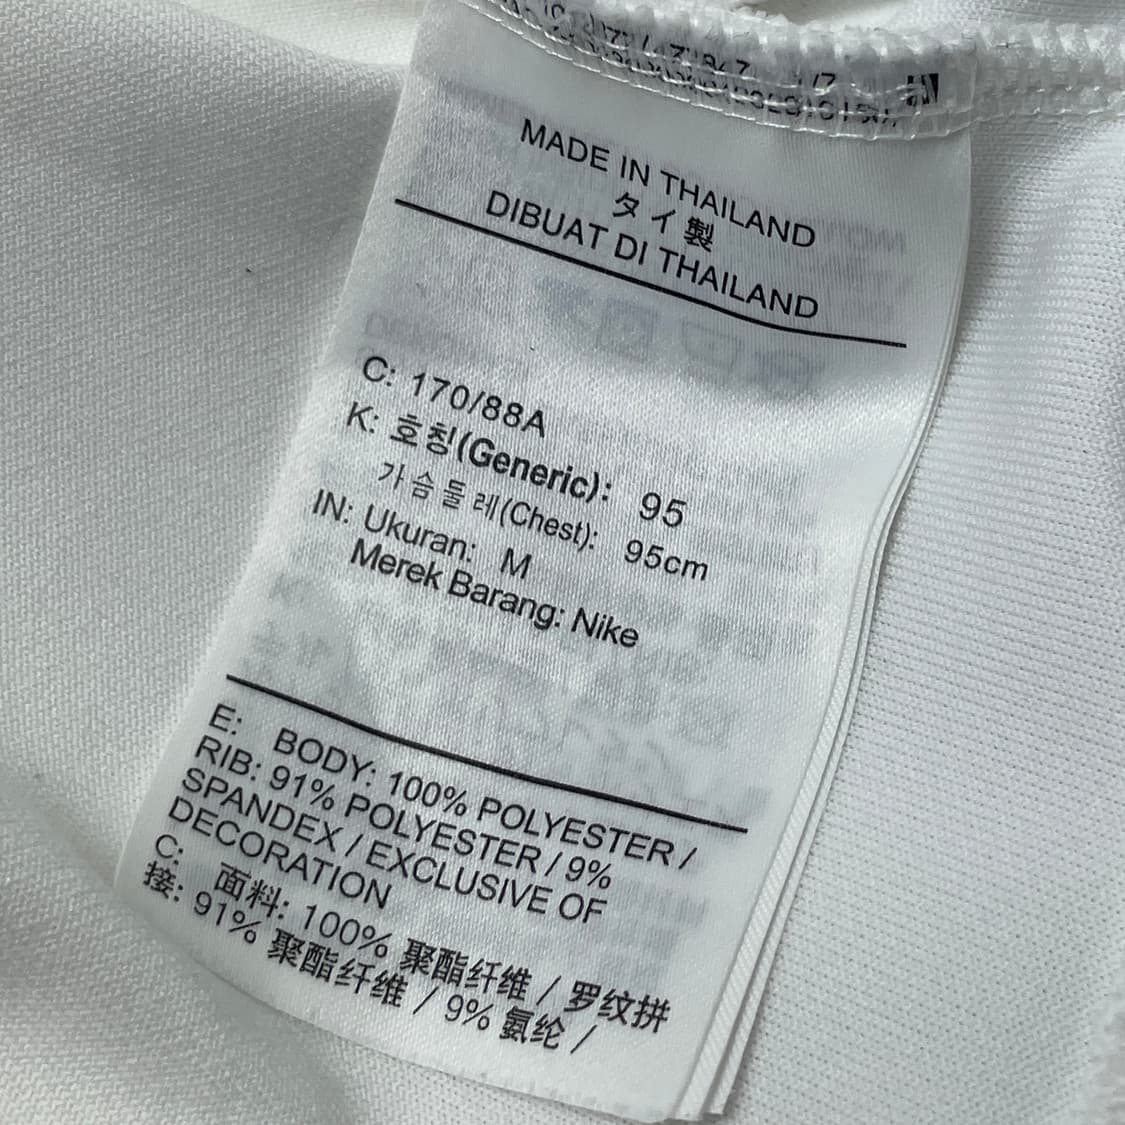 MADE IN THAILAND
タイ製
DIBUAT DI THAILAND
C: 170/88A
K: 호칭(Generic): 95
가슴둘레(Chest): 95cm
IN: Ukuran: M
Merek Barang: Nike
E: BODY: 100% POLYESTER /
RIB: 91% POLYESTER / 9%
SPANDEX / EXCLUSIVE OF
DECORATION
C: 面料: 100% 聚酯纤维 / 罗纹拼
接: 91% 聚酯纤维 / 9% 氨纶 /